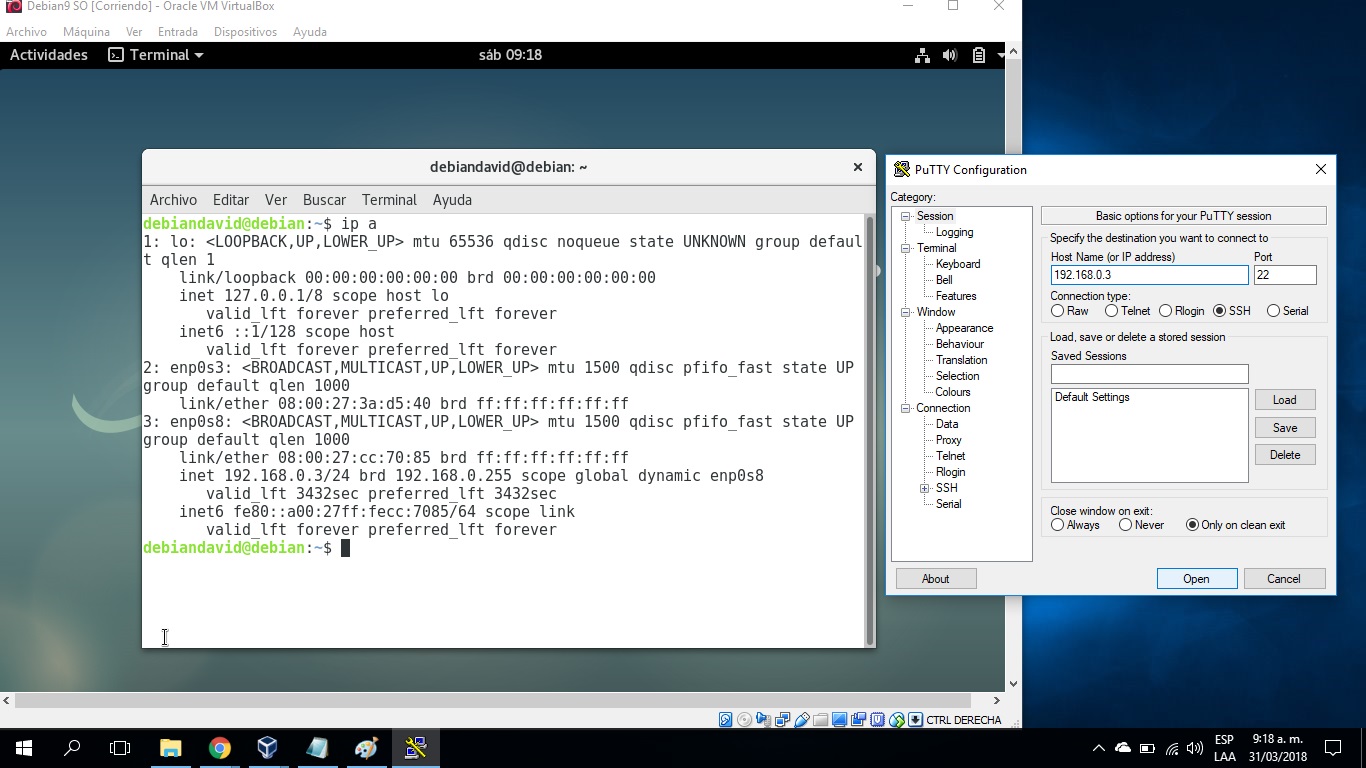 Debian9 SO [Corriendo] - Oracle VM VirtualBox
Archivo Máquina Ver Entrada Dispositivos Ayuda
Actividades Terminal sáb 09:18
debiandavid@debian: ~
Archivo Editar Ver Buscar Terminal Ayuda
debiandavid@debian:~$ ip a
1: lo: <LOOPBACK,UP,LOWER_UP> mtu 65536 qdisc noqueue state UNKNOWN group defaul
t qlen 1
link/loopback 00:00:00:00:00:00 brd 00:00:00:00:00:00
inet 127.0.0.1/8 scope host lo
valid_lft forever preferred_lft forever
inet6 ::1/128 scope host
valid_lft forever preferred_lft forever
2: enp0s3: <BROADCAST,MULTICAST,UP,LOWER_UP> mtu 1500 qdisc pfifo_fast state UP
group default qlen 1000
link/ether 08:00:27:3a:d5:40 brd ff:ff:ff:ff:ff:ff
3: enp0s8: <BROADCAST,MULTICAST,UP,LOWER_UP> mtu 1500 qdisc pfifo_fast state UP
group default qlen 1000
link/ether 08:00:27:cc:70:85 brd ff:ff:ff:ff:ff:ff
inet 192.168.0.3/24 brd 192.168.0.255 scope global dynamic enp0s8
valid_lft 3432sec preferred_lft 3432sec
inet6 fe80::a00:27ff:fecc:7085/64 scope link
valid_lft forever preferred_lft forever
debiandavid@debian:~$
PuTTY Configuration
Category:
Session
Logging
Terminal
Keyboard
Bell
Features
Window
Appearance
Behaviour
Translation
Selection
Colours
Connection
Data
Proxy
Telnet
Rlogin
SSH
Serial
Basic options for your PuTTY session
Specify the destination you want to connect to
Host Name (or IP address) Port
192.168.0.3 22
Connection type:
Raw Telnet Rlogin SSH Serial
Load, save or delete a stored session
Saved Sessions
Default Settings
Load
Save
Delete
Close window on exit:
Always Never Only on clean exit
About Open Cancel
CTRL DERECHA
ESP
LAA
9:18 a. m.
31/03/2018